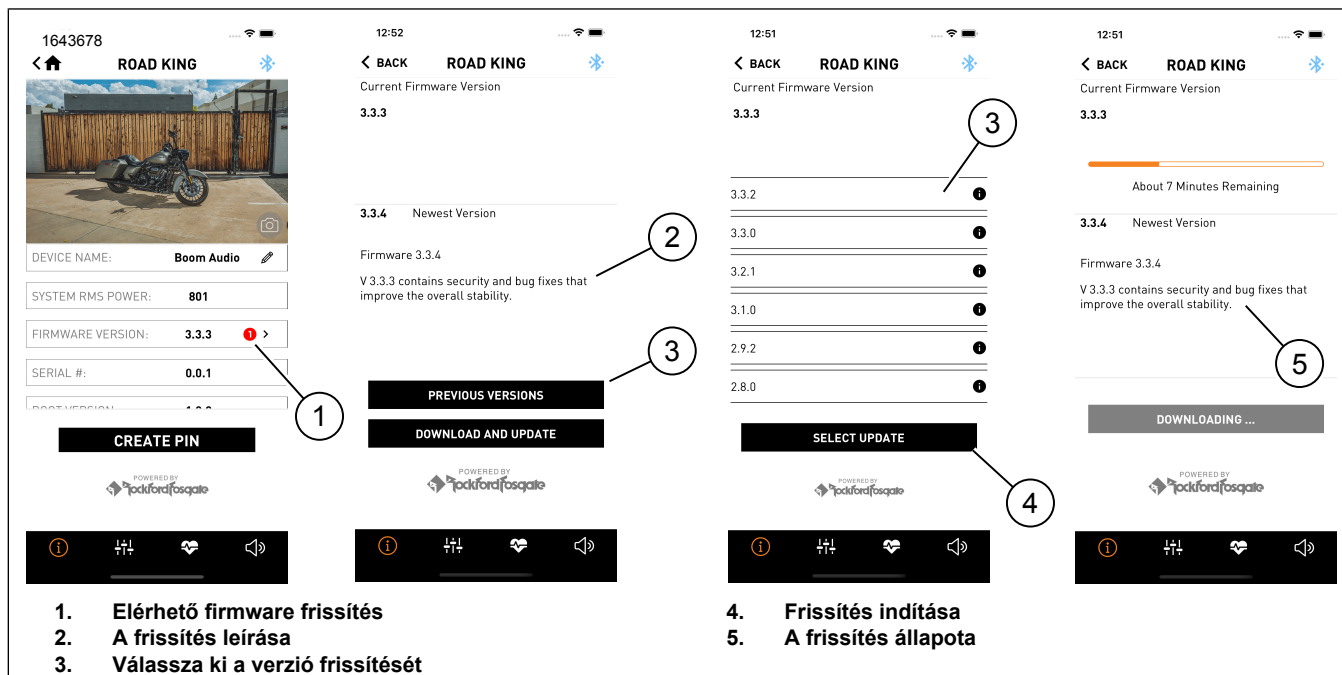 1643678
ROAD KING
DEVICE NAME: Boom Audio
SYSTEM RMS POWER: 801
FIRMWARE VERSION: 3.3.3 1 >
SERIAL #: 0.0.1
CREATE PIN
POWERED BY
Rockford Fosgate
1
12:52
< BACK ROAD KING
Current Firmware Version
3.3.3
3.3.4 Newest Version
Firmware 3.3.4
V 3.3.3 contains security and bug fixes that
improve the overall stability.
2
3
PREVIOUS VERSIONS
DOWNLOAD AND UPDATE
POWERED BY
Rockford Fosgate
12:51
< BACK ROAD KING
Current Firmware Version
3.3.3
3
3.3.2
3.3.0
3.2.1
3.1.0
2.9.2
2.8.0
SELECT UPDATE
4
POWERED BY
Rockford Fosgate
12:51
< BACK ROAD KING
Current Firmware Version
3.3.3
About 7 Minutes Remaining
3.3.4 Newest Version
Firmware 3.3.4
V 3.3.3 contains security and bug fixes that
improve the overall stability.
5
DOWNLOADING ...
POWERED BY
Rockford Fosgate
1. Elérhető firmware frissítés
2. A frissítés leírása
3. Válassza ki a verzió frissítését
4. Frissítés indítása
5. A frissítés állapota